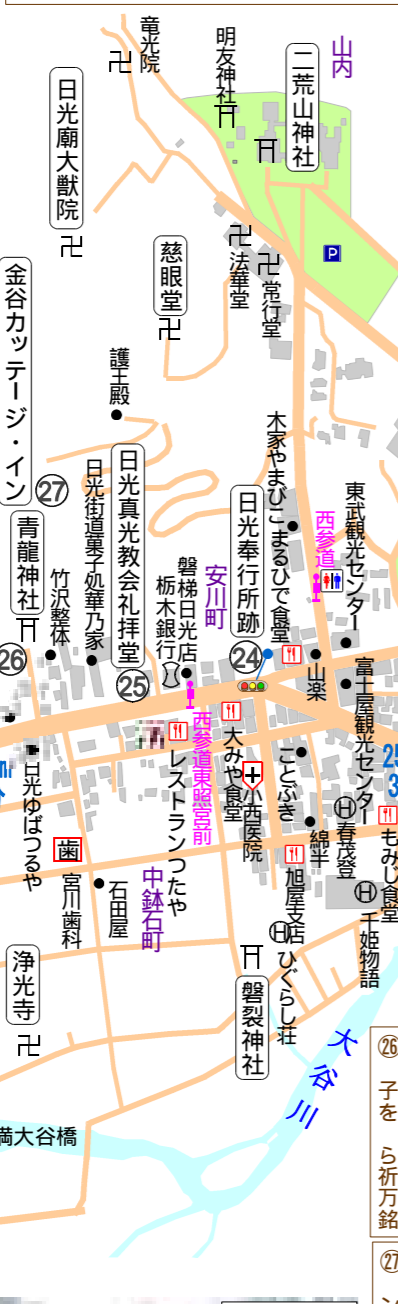 竜光院
明友神社
二荒山神社
山内
日光廟大猷院
慈眼堂
法華堂
常行堂
P
金谷カッテージ・イン
27
護王殿
日光街道菓子処華乃家
日光真光教会礼拝堂
25
木家やまびこ
まるひで食堂
日光奉行所跡
24
西参道
東武観光センター
青龍神社
竹沢整体
26
磐梯日光店
栃木銀行
安川町
山楽
富士屋観光センター
日光ゆばつるや
レストランつたや
西参道東照宮前
大みや食堂
小西医院
ことぶき
綿半
H
春茂登
もみじ食堂
25
3
歯
宮川歯科
石田屋
中鉢石町
旭屋支店
H
ひぐらし荘
H
千姫物語
浄光寺
磐裂神社
大谷川
満大谷橋
㉖
子を
ら祈万銘
㉗